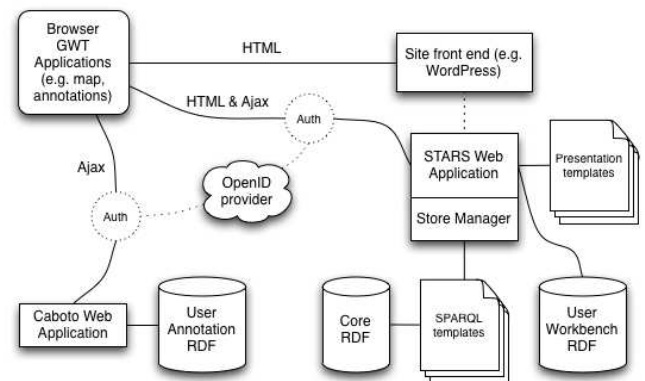 Browser
GWT
Applications
(e.g. map,
annotations)
HTML
Site front end (e.g.
WordPress)
HTML & Ajax
Auth
Ajax
OpenID
provider
STARS Web
Application
Presentation
templates
Auth
Store Manager
Caboto Web
Application
User
Annotation
RDF
Core
RDF
SPARQL
templates
User
Workbench
RDF